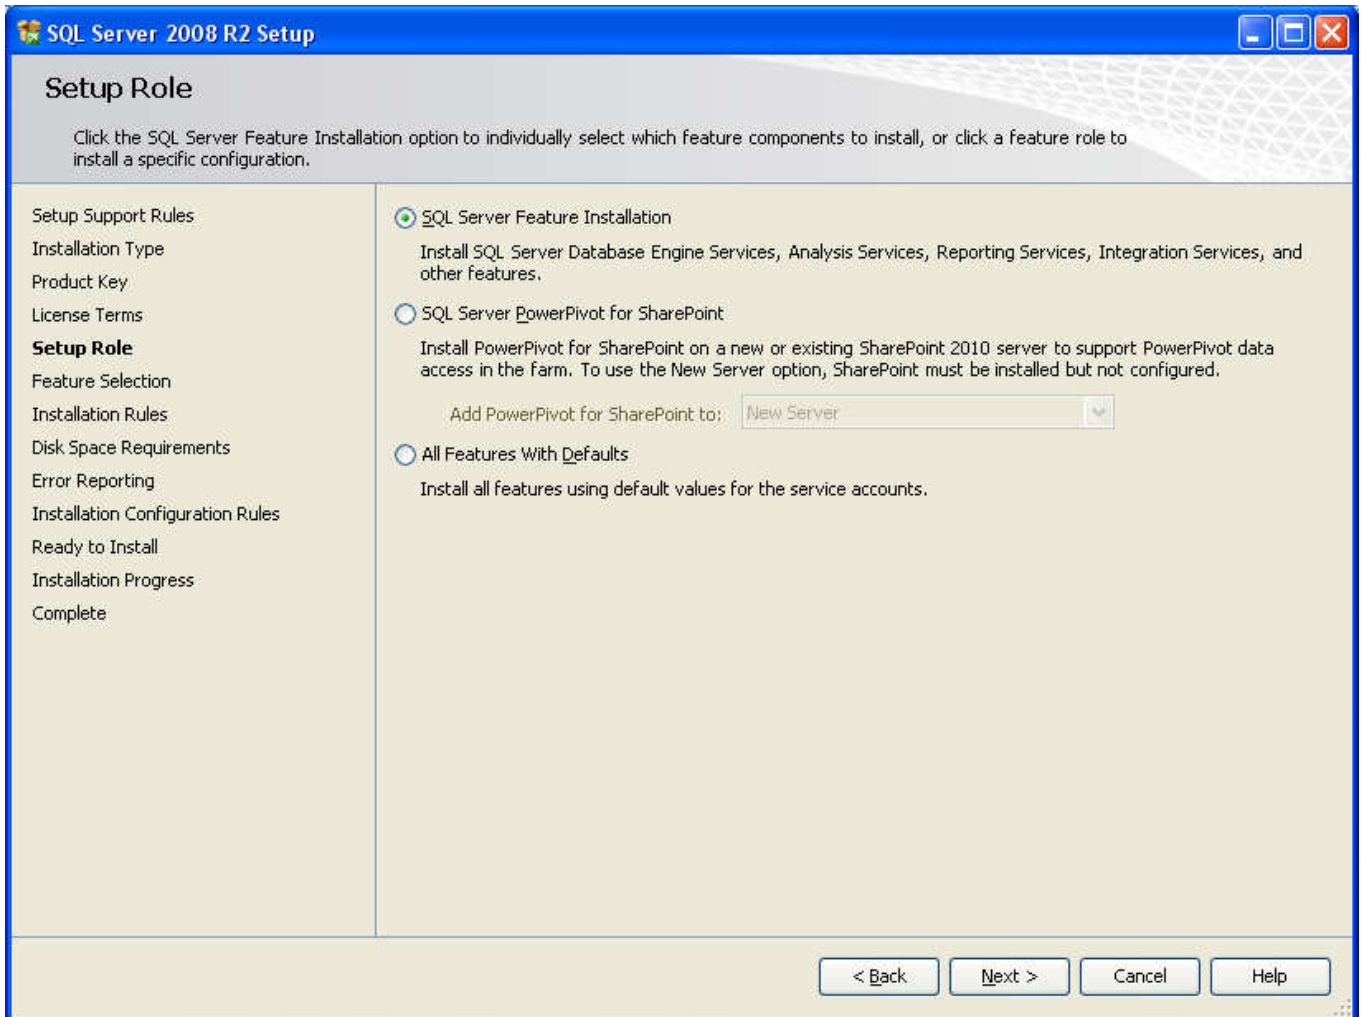 SQL Server 2008 R2 Setup
Setup Role
Click the SQL Server Feature Installation option to individually select which feature components to install, or click a feature role to
install a specific configuration.
Setup Support Rules
Installation Type
Product Key
License Terms
Setup Role
Feature Selection
Installation Rules
Disk Space Requirements
Error Reporting
Installation Configuration Rules
Ready to Install
Installation Progress
Complete
SQL Server Feature Installation
Install SQL Server Database Engine Services, Analysis Services, Reporting Services, Integration Services, and
other features.
SQL Server PowerPivot for SharePoint
Install PowerPivot for SharePoint on a new or existing SharePoint 2010 server to support PowerPivot data
access in the farm. To use the New Server option, SharePoint must be installed but not configured.
Add PowerPivot for SharePoint to: New Server
All Features With Defaults
Install all features using default values for the service accounts.
< Back Next > Cancel Help